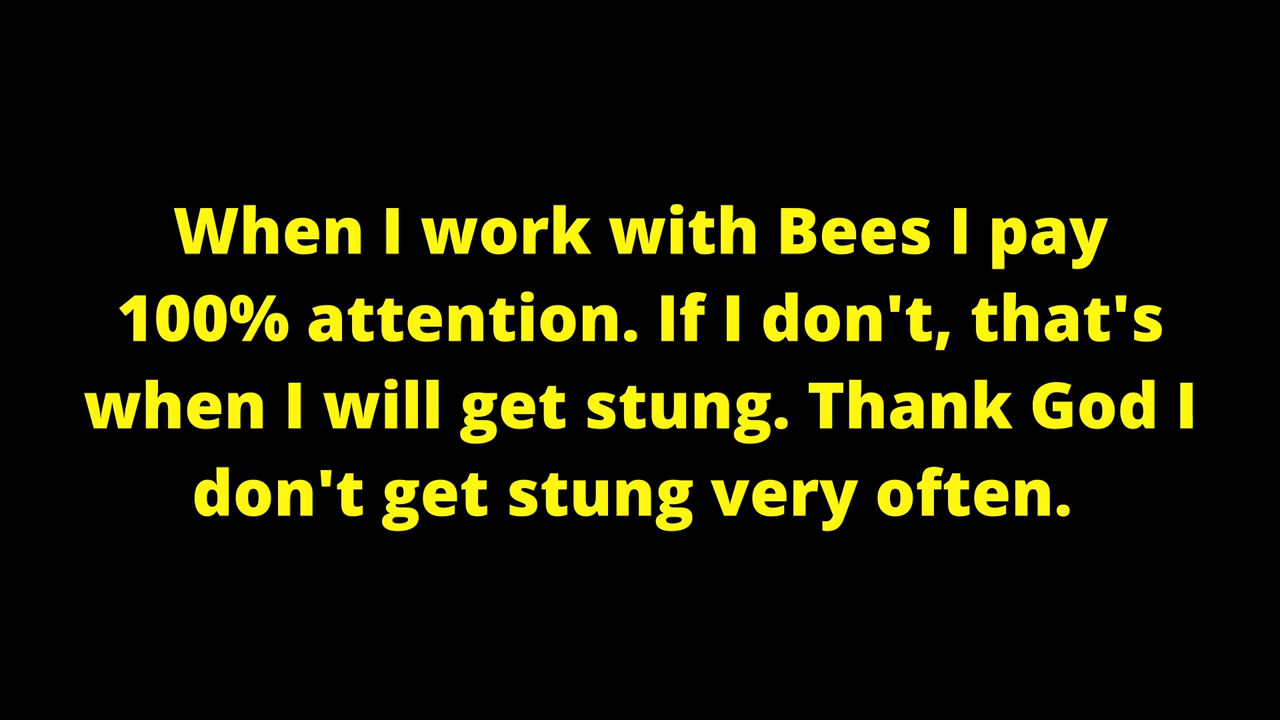 When I work with Bees I pay
100% attention. If I don't, that's
when I will get stung. Thank God I
don't get stung very often.